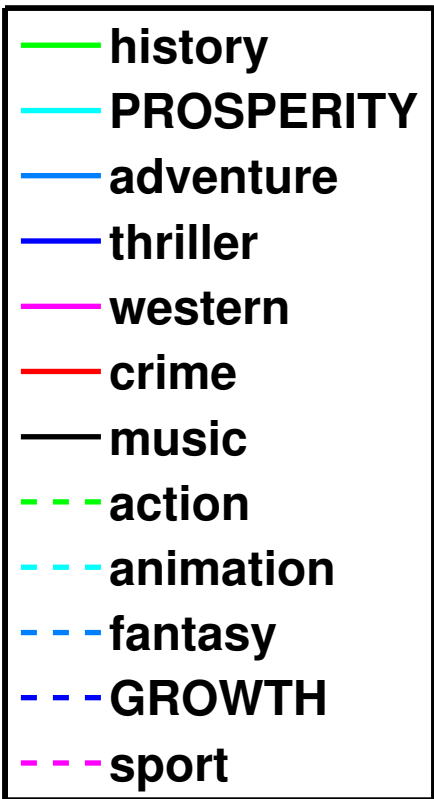 history
PROSPERITY
adventure
thriller
western
crime
music
action
animation
fantasy
GROWTH
sport